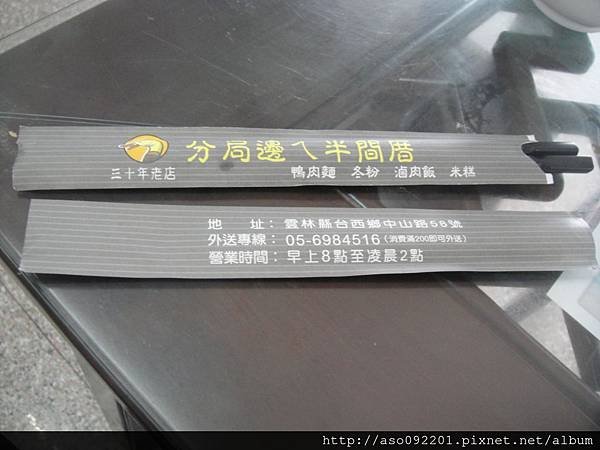 分局邊ㄟ半間厝
三十年老店
鴨肉麵 冬粉 滷肉飯 米糕
地 址：雲林縣台西鄉中山路58號
外送專線：05-6984516（消費滿200即可外送）
營業時間：早上8點至凌晨2點
http://aso092201.pixnet.net/album